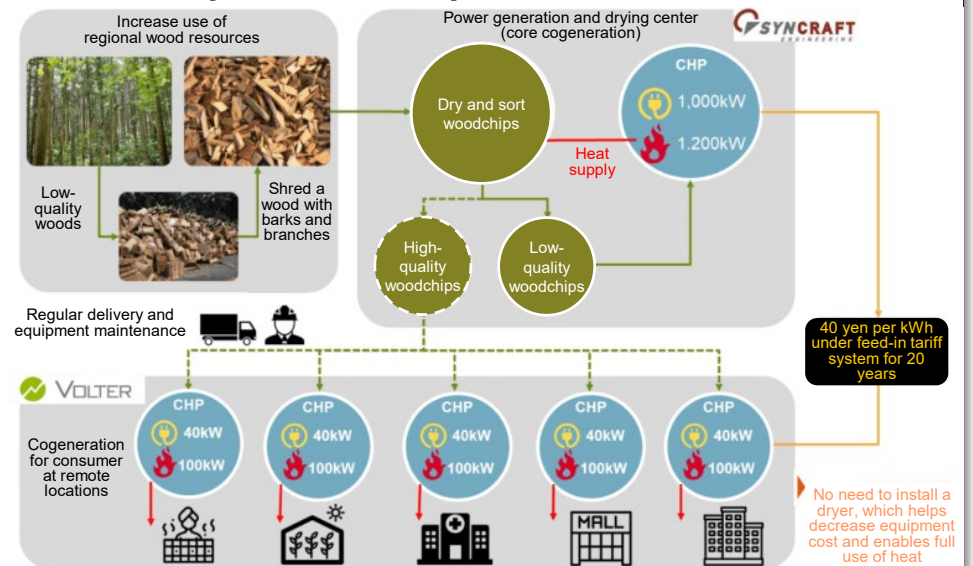 Increase use of
regional wood resources
Low-
quality
woods
Shred a
wood with
barks and
branches
Power generation and drying center
(core cogeneration)
SYNCRAFT
ENGINEERING
Dry and sort
woodchips
Heat
supply
CHP
1,000kW
1.200kW
High-
quality
woodchips
Low-
quality
woodchips
Regular delivery and
equipment maintenance
40 yen per kWh
under feed-in tariff
system for 20
years
VOLTER
Cogeneration
for consumer
at remote
locations
CHP
40kW
100kW
CHP
40kW
100kW
CHP
40kW
100kW
CHP
40kW
100kW
CHP
40kW
100kW
MALL
No need to install a
dryer, which helps
decrease equipment
cost and enables full
use of heat